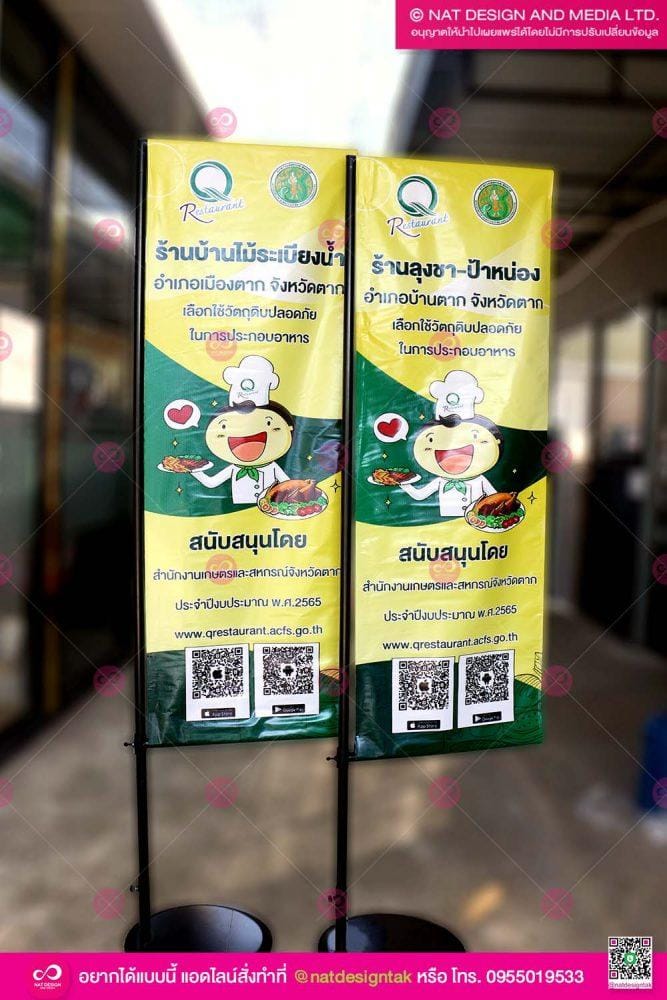 © NAT DESIGN AND MEDIA LTD.
อนุญาตให้นำไปเผยแพร่ได้โดยไม่มีการปรับเปลี่ยนข้อมูล
Q
Restaurant
ร้านบ้านไม้ระเบียงน้ำ
อำเภอเมืองตาก จังหวัดตาก
เลือกใช้วัตถุดิบปลอดภัย
ในการประกอบอาหาร
Q
Restaurant
สนับสนุนโดย
สำนักงานเกษตรและสหกรณ์จังหวัดตาก
ประจำปีงบประมาณ พ.ศ.2565
www.qrestaurant.acfs.go.th
App Store
Google Play
Q
Restaurant
ร้านลุงชา-ป้าหน่อง
อำเภอบ้านตาก จังหวัดตาก
เลือกใช้วัตถุดิบปลอดภัย
ในการประกอบอาหาร
Q
Restaurant
สนับสนุนโดย
สำนักงานเกษตรและสหกรณ์จังหวัดตาก
ประจำปีงบประมาณ พ.ศ.2565
www.qrestaurant.acfs.go.th
App Store
Google Play
NAT DESIGN
อยากได้แบบนี้ แอดไลน์สั่งทำที่ @natdesigntak หรือ โทร. 0955019533
@natdesigntak